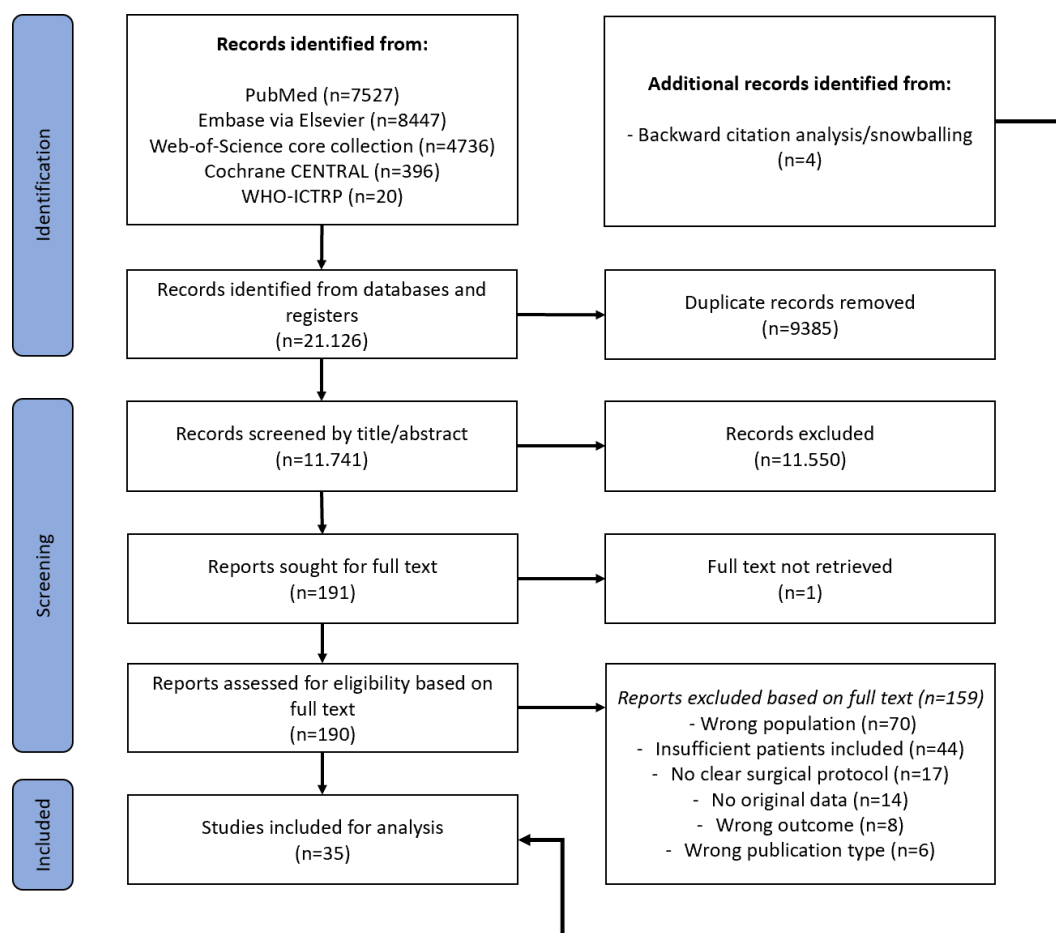 Identification
Records identified from:
PubMed (n=7527)
Embase via Elsevier (n=8447)
Web-of-Science core collection (n=4736)
Cochrane CENTRAL (n=396)
WHO-ICTRP (n=20)
Additional records identified from:
- Backward citation analysis/snowballing
(n=4)
Records identified from databases and
registers
(n=21.126)
Duplicate records removed
(n=9385)
Screening
Records screened by title/abstract
(n=11.741)
Records excluded
(n=11.550)
Reports sought for full text
(n=191)
Full text not retrieved
(n=1)
Reports assessed for eligibility based on
full text
(n=190)
Reports excluded based on full text (n=159)
- Wrong population (n=70)
- Insufficient patients included (n=44)
- No clear surgical protocol (n=17)
- No original data (n=14)
- Wrong outcome (n=8)
- Wrong publication type (n=6)
Included
Studies included for analysis
(n=35)